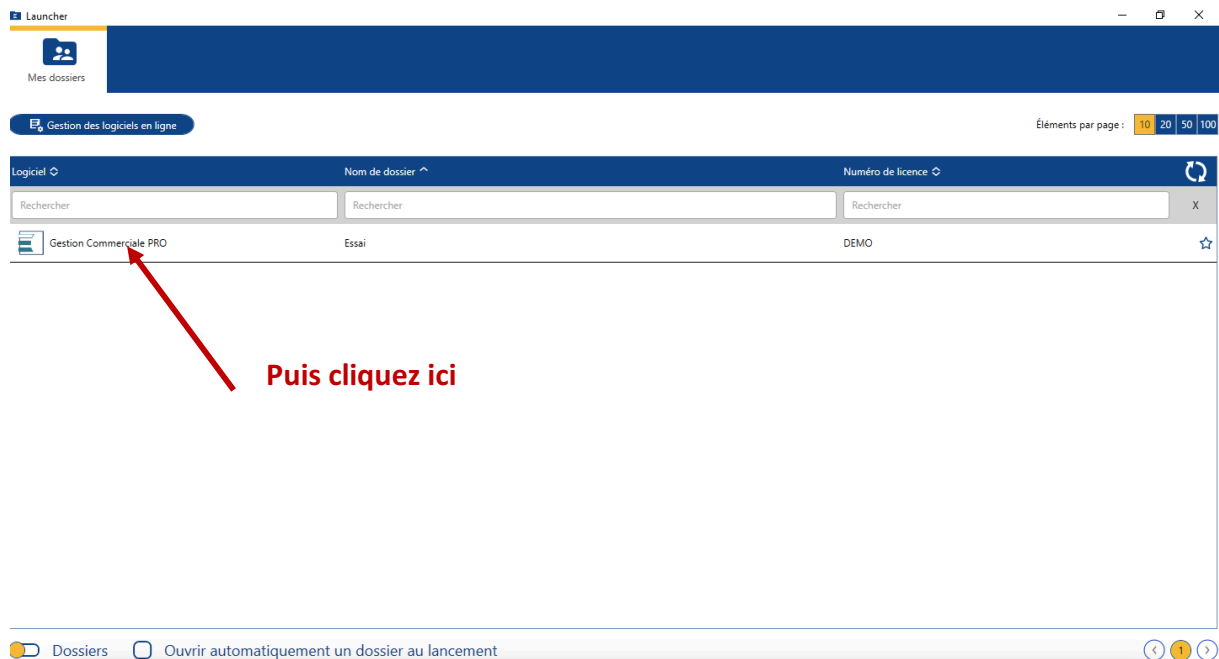 Launcher
Mes dossiers
Gestion des logiciels en ligne
Éléments par page : 10 20 50 100
Logiciel Nom de dossier Numéro de licence
Rechercher Rechercher Rechercher X
Gestion Commerciale PRO Essai DEMO
Puis cliquez ici
Dossiers Ouvrir automatiquement un dossier au lancement 1